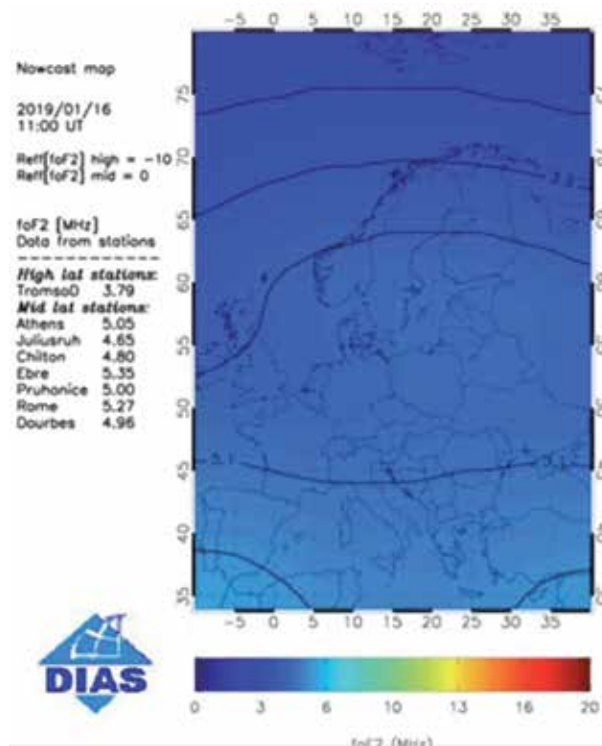 -5 0 5 10 15 20 25 30 35
Nowcast map
2019/01/16
11:00 UT
Reff[foF2] high = -10
Reff[foF2] mid = 0
foF2 [MHz]
Data from stations
--------------
High lat stations:
TromsoD 3.79
Mid lat stations:
Athens 5.05
Juliusruh 4.65
Chilton 4.80
Ebre 5.35
Pruhonice 5.00
Rome 5.27
Dourbes 4.96
75
70
65
60
55
50
45
40
35
-5 0 5 10 15 20 25 30 35
DIAS
0 3 6 10 13 16 20
foF2 (MHz)